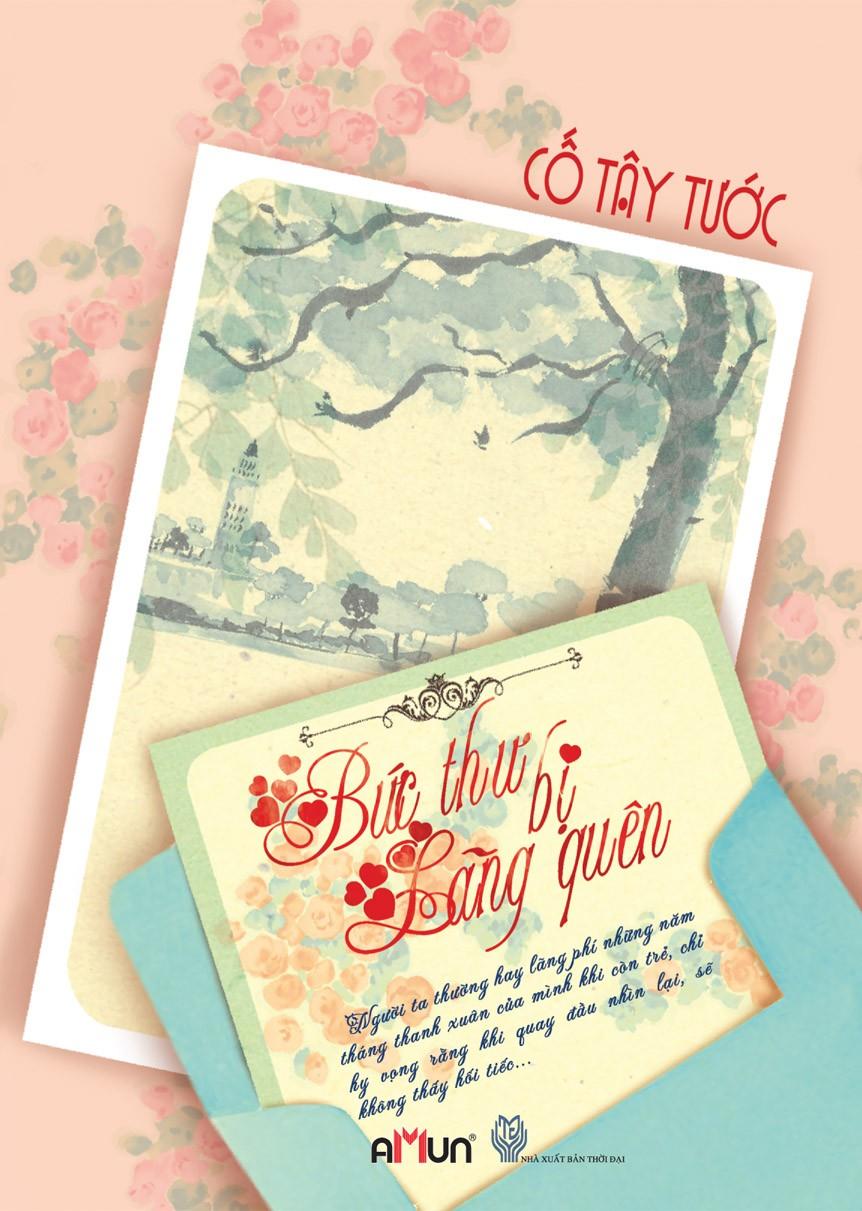 CỐ TÂY TƯỚC
Bức thư bị
Lãng quên
Người ta thường hay lãng phí những năm
tháng thanh xuân của mình khi còn trẻ, chỉ
hy vọng rằng khi quay đầu nhìn lại, sẽ
không thấy hối tiếc...
AMUN®
TĐ NHÀ XUẤT BẢN THỜI ĐẠI